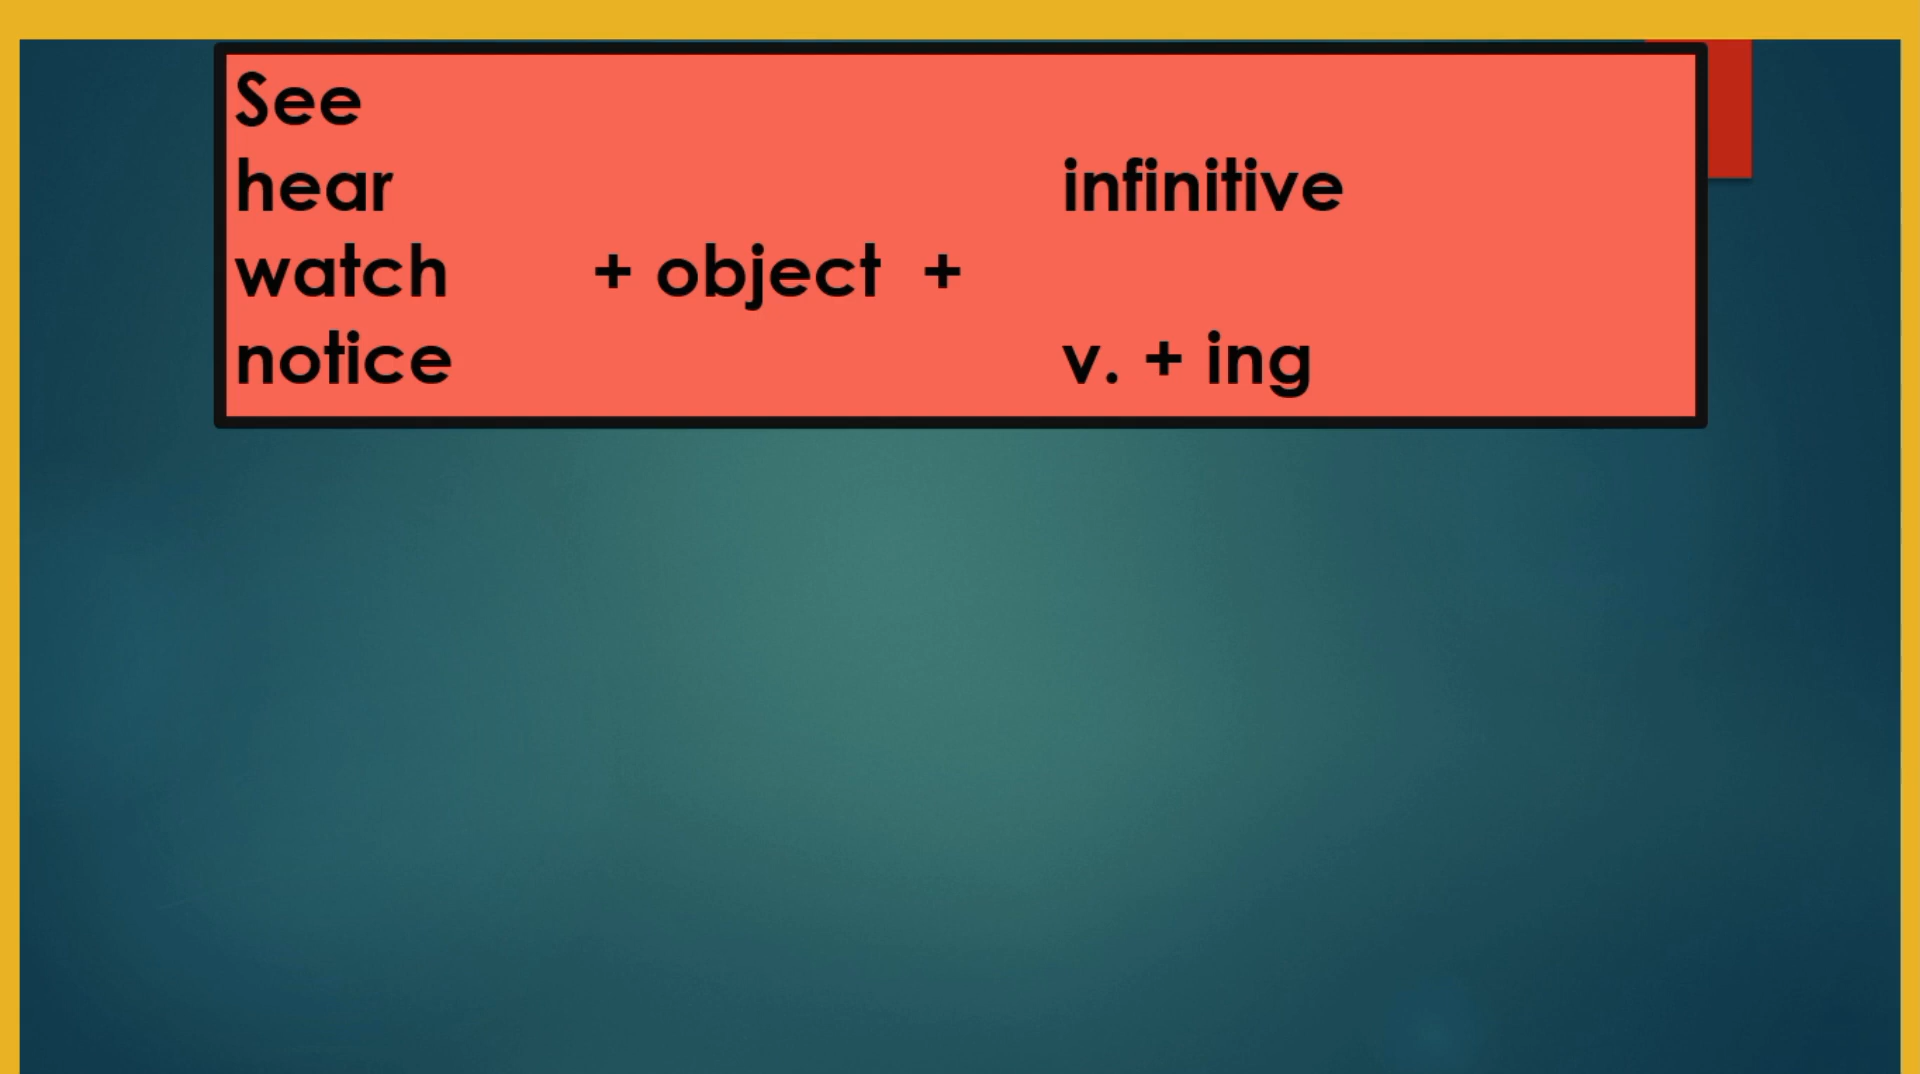 See
hear infinitive
watch + object +
notice v. + ing